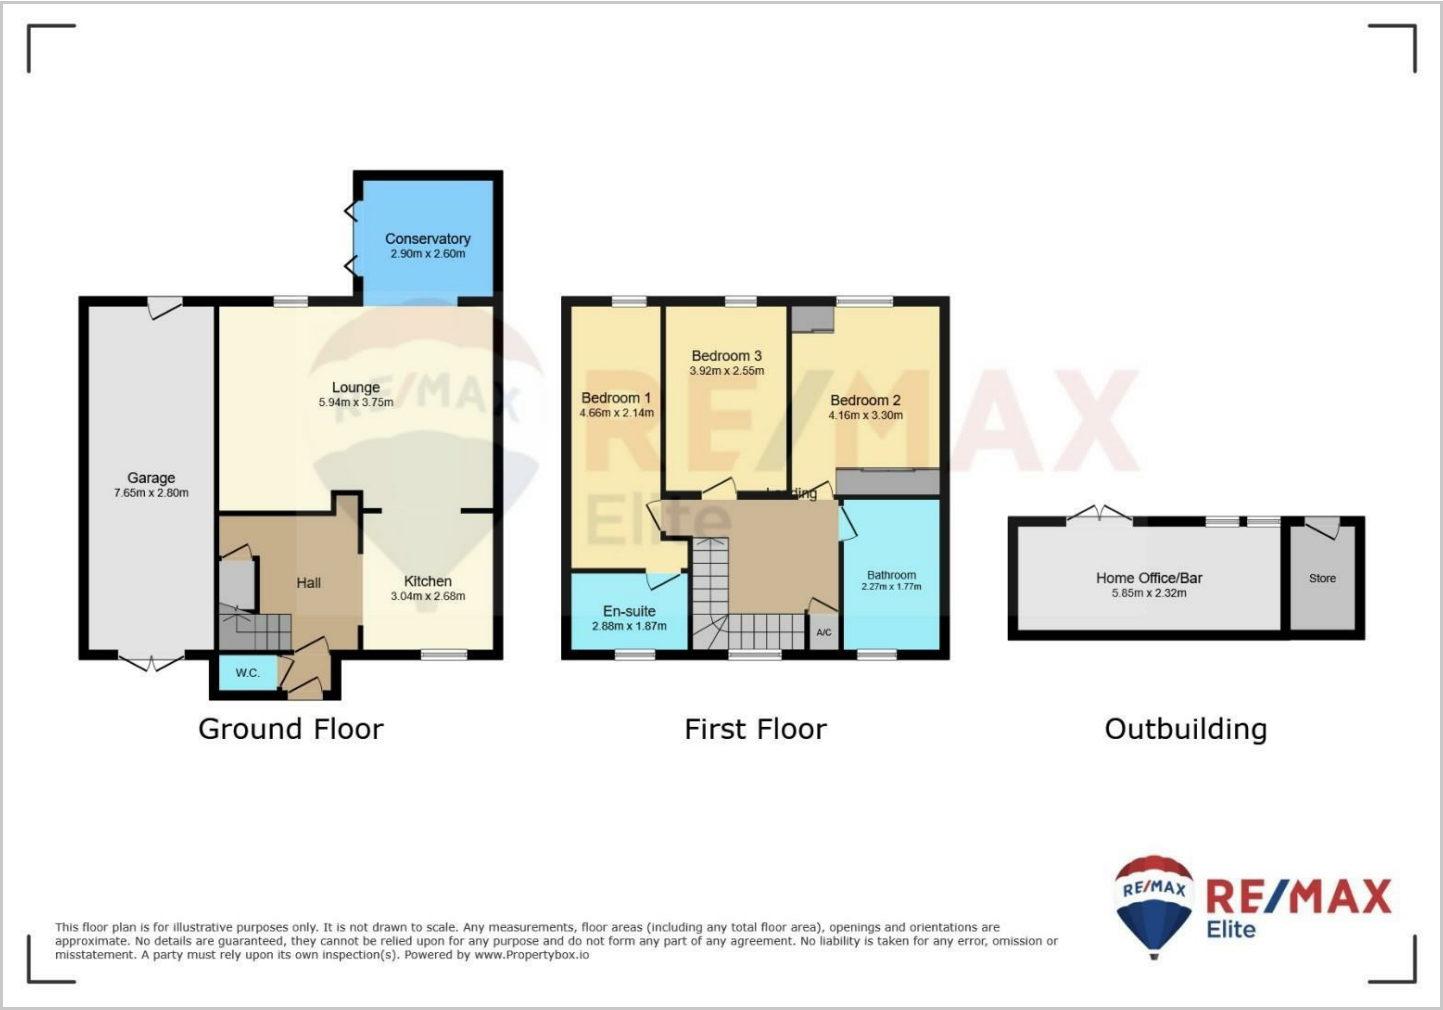 Conservatory
2.90m x 2.60m
Lounge
5.94m x 3.75m
Garage
7.65m x 2.80m
Hall
Kitchen
3.04m x 2.68m
W.C.
Ground Floor
Bedroom 1
4.66m x 2.14m
Bedroom 3
3.92m x 2.55m
Bedroom 2
4.16m x 3.30m
Landing
En-suite
2.88m x 1.87m
A/C
Bathroom
2.27m x 1.77m
First Floor
Home Office/Bar
5.85m x 2.32m
Store
Outbuilding
RE/MAX
RE/MAX
Elite
This floor plan is for illustrative purposes only. It is not drawn to scale. Any measurements, floor areas (including any total floor area), openings and orientations are
approximate. No details are guaranteed, they cannot be relied upon for any purpose and do not form any part of any agreement. No liability is taken for any error, omission or
misstatement. A party must rely upon its own inspection(s). Powered by www.Propertybox.io
RE/MAX
RE/MAX
Elite